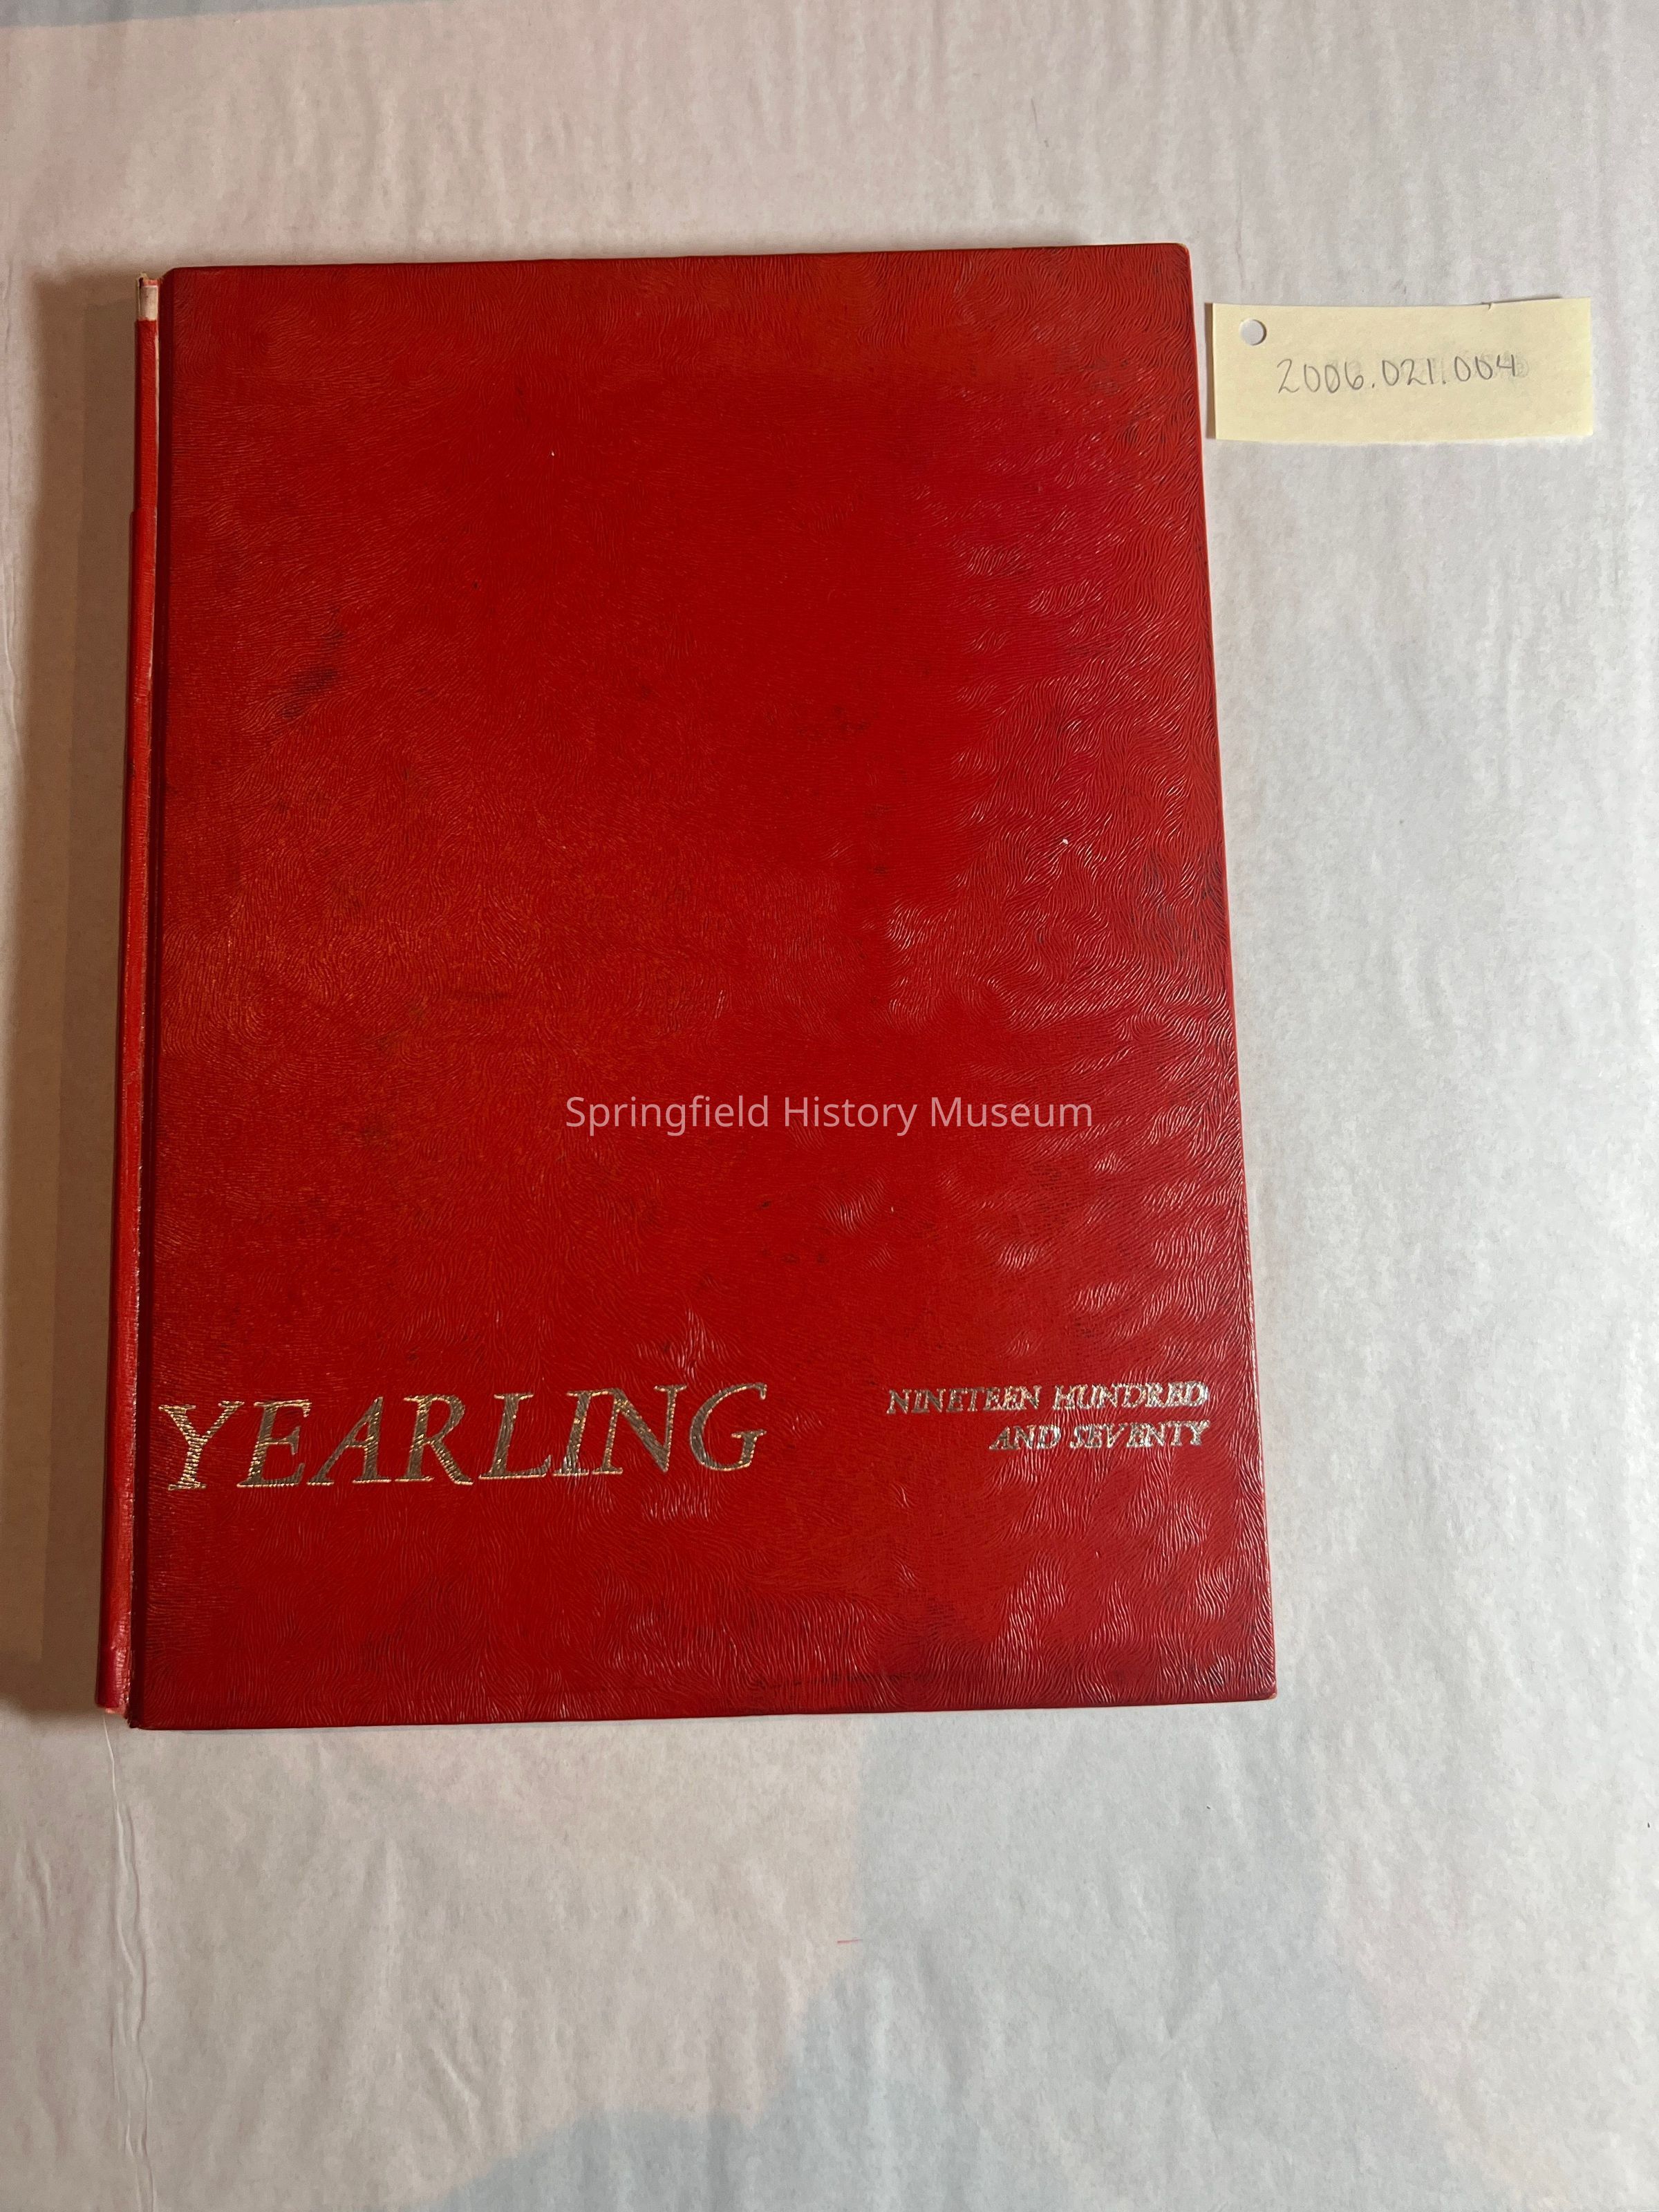 2006.021.004
Springfield History Museum
YEARLING
NINETEEN HUNDRED
AND SEVENTY